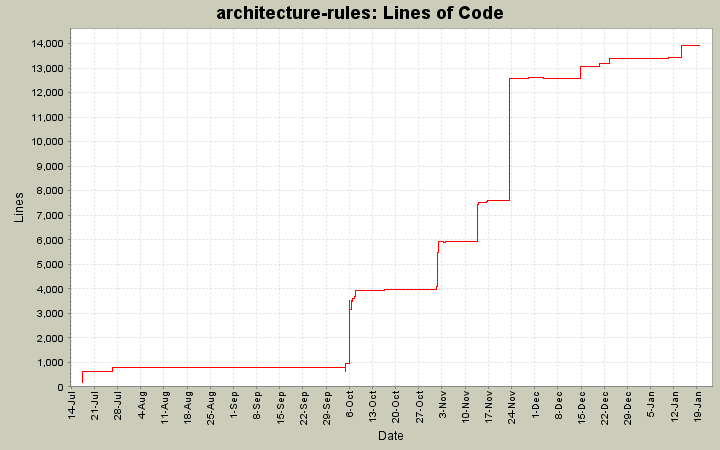 architecture-rules: Lines of Code
Lines
14,000
13,000
12,000
11,000
10,000
9,000
8,000
7,000
6,000
5,000
4,000
3,000
2,000
1,000
0
14-Jul
21-Jul
28-Jul
4-Aug
11-Aug
18-Aug
25-Aug
1-Sep
8-Sep
15-Sep
22-Sep
29-Sep
6-Oct
13-Oct
20-Oct
27-Oct
3-Nov
10-Nov
17-Nov
24-Nov
1-Dec
8-Dec
15-Dec
22-Dec
29-Dec
5-Jan
12-Jan
19-Jan
Date